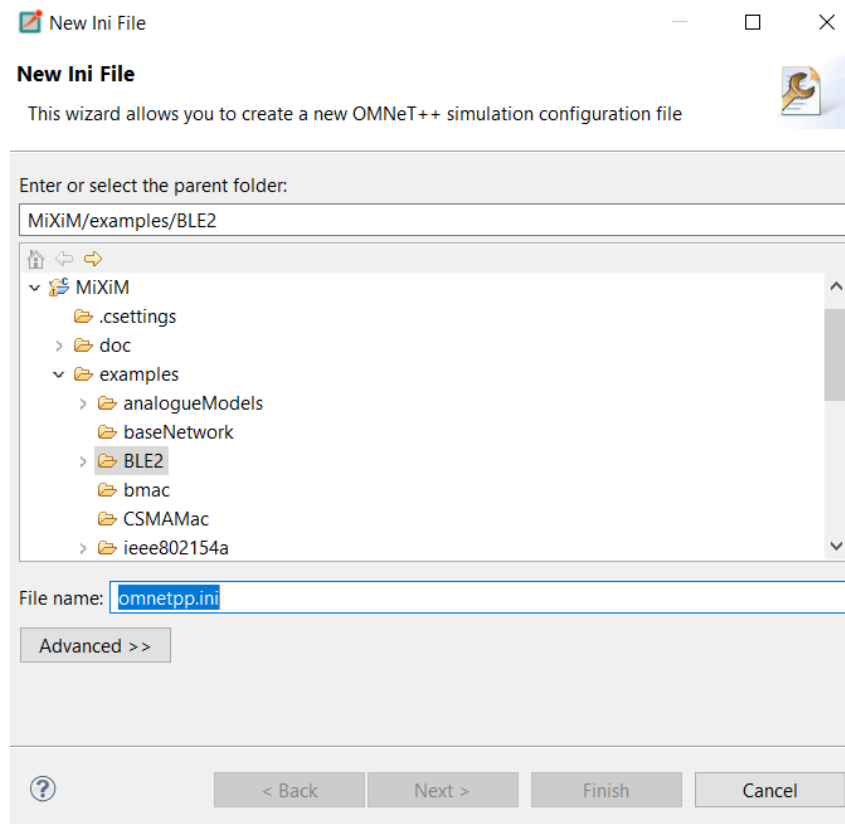 New Ini File
New Ini File
This wizard allows you to create a new OMNeT++ simulation configuration file
Enter or select the parent folder:
MiXiM/examples/BLE2
MiXiM
.csettings
doc
examples
analogueModels
baseNetwork
BLE2
bmac
CSMAMac
ieee802154a
File name: omnetpp.ini
Advanced >>
? < Back Next > Finish Cancel